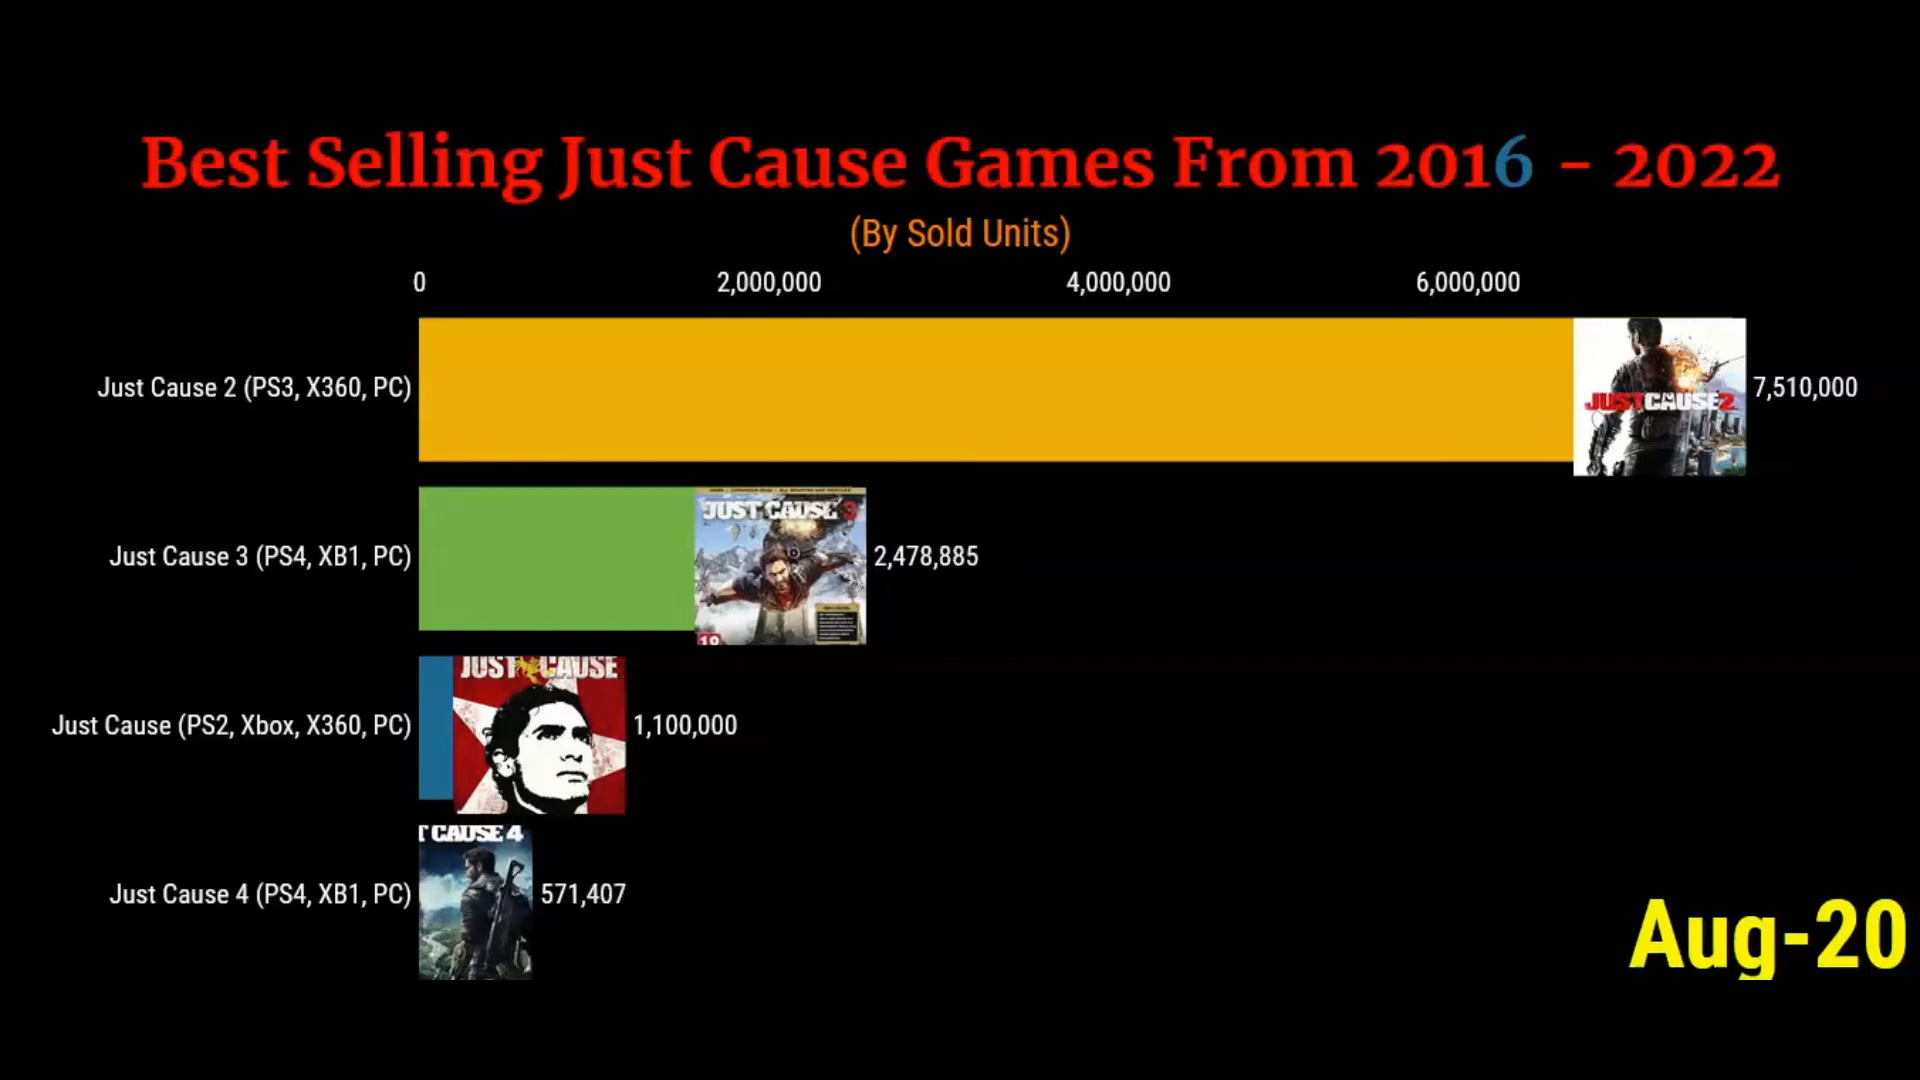 Best Selling Just Cause Games From 2016 - 2022
(By Sold Units)
0 2,000,000 4,000,000 6,000,000
Just Cause 2 (PS3, X360, PC) JUST CAUSE 2 7,510,000
JUST CAUSE 3
Just Cause 3 (PS4, XB1, PC) 2,478,885
18
JUST CAUSE
Just Cause (PS2, Xbox, X360, PC) 1,100,000
T CAUSE 4
Just Cause 4 (PS4, XB1, PC) 571,407
Aug-20